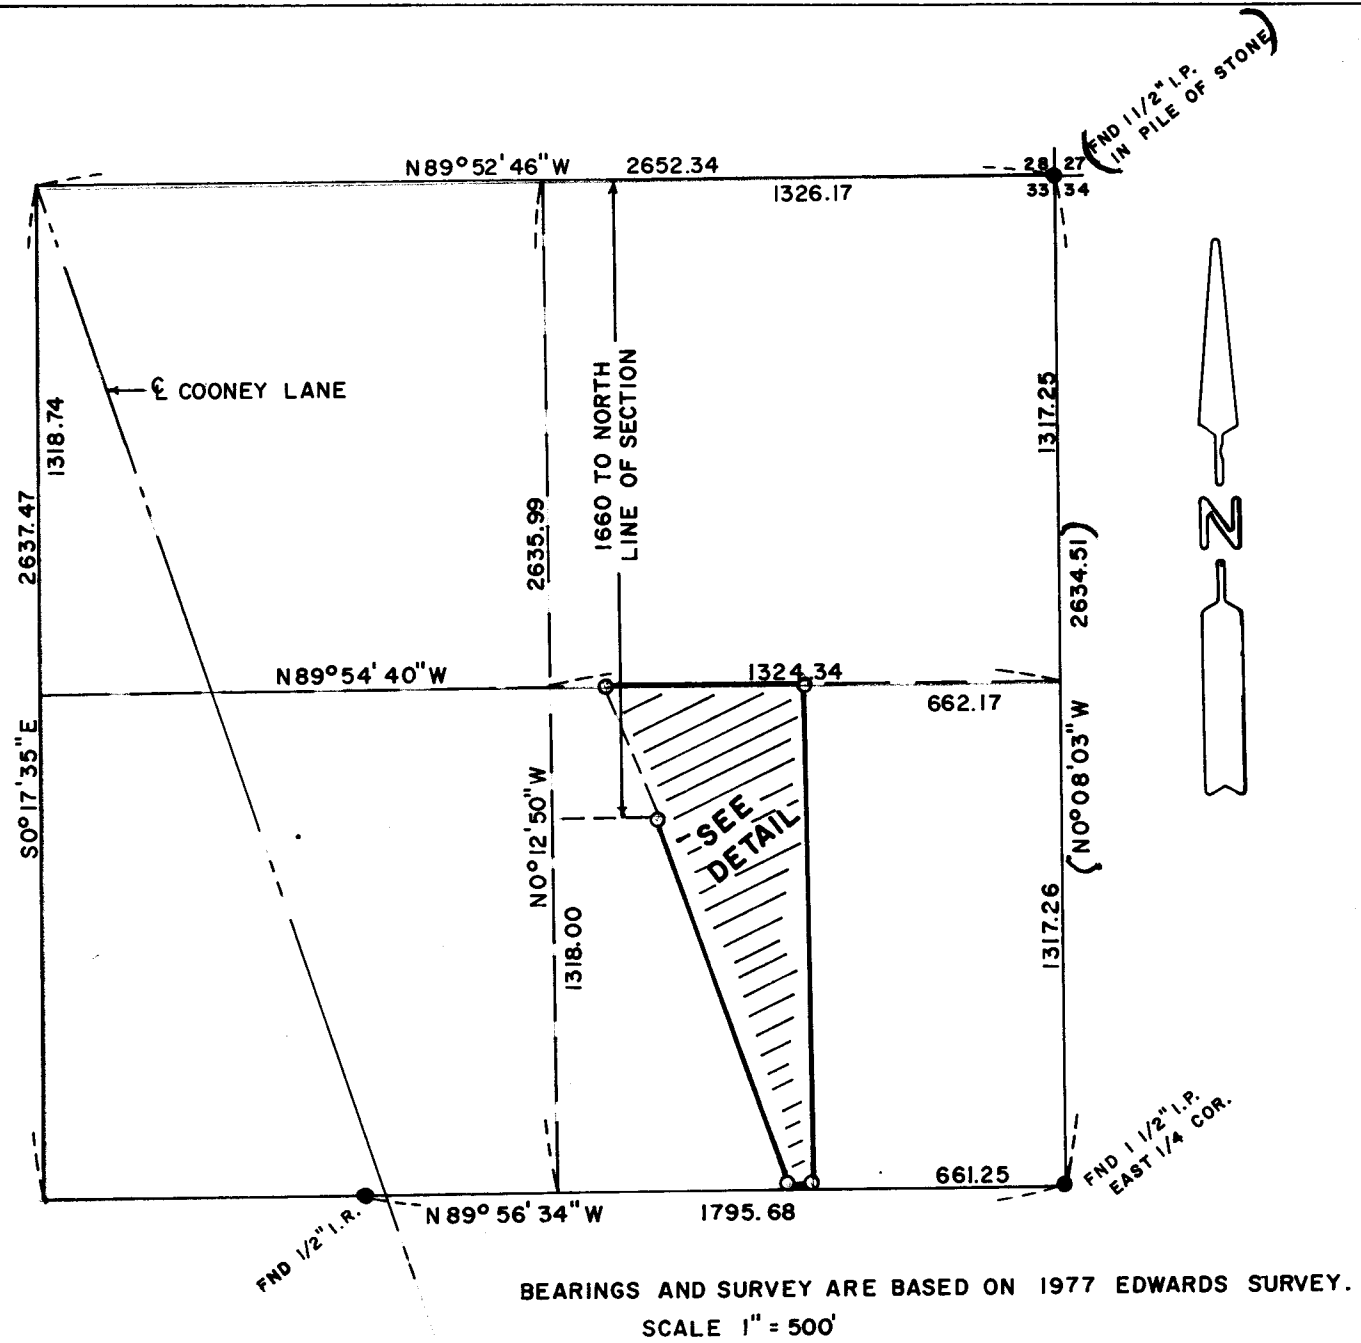 (FND 1 1/2" I.P.
IN PILE OF STONE)
N89°52'46"W 2652.34
28 27
1326.17
33 34
℄ COONEY LANE
1318.74
1660 TO NORTH
LINE OF SECTION
1317.25
2637.47
2635.99
2634.51)
N
N89°54'40"W
1324.34
662.17
S0°17'35"E
N0°12'50"W
(N0°08'03"W
SEE
DETAIL
1318.00
1317.26
661.25
FND 1 1/2" I.P.
EAST 1/4 COR.
FND 1/2" I.R.
N89°56'34"W
1795.68
BEARINGS AND SURVEY ARE BASED ON 1977 EDWARDS SURVEY.
SCALE 1" = 500'